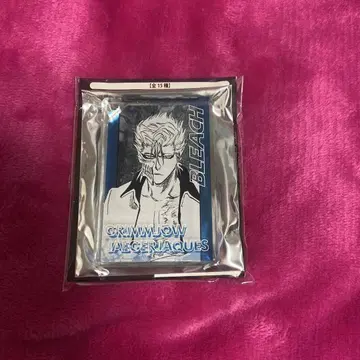 【全15種】
BLEACH
GRIMMJOW
JAEGERJAQUES